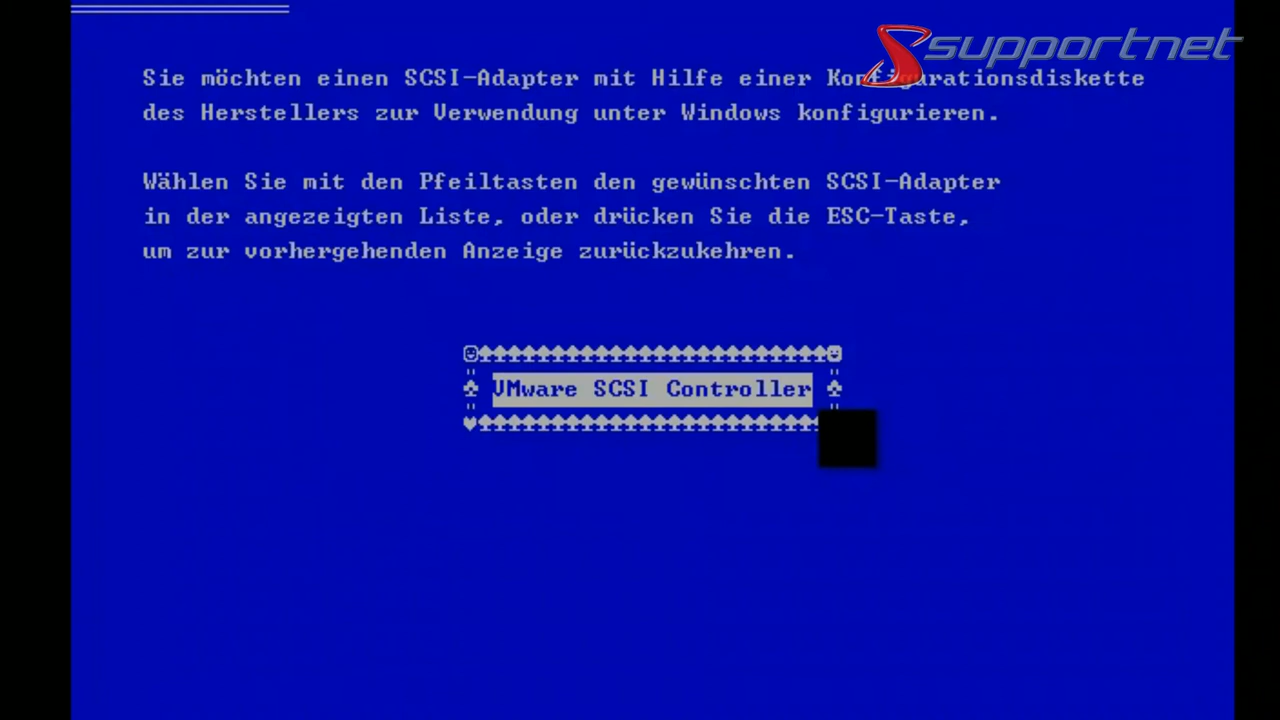 supportnet
Sie möchten einen SCSI-Adapter mit Hilfe einer Konfigurationsdiskette
des Herstellers zur Verwendung unter Windows konfigurieren.
Wählen Sie mit den Pfeiltasten den gewünschten SCSI-Adapter
in der angezeigten Liste, oder drücken Sie die ESC-Taste,
um zur vorhergehenden Anzeige zurückzukehren.
VMware SCSI Controller